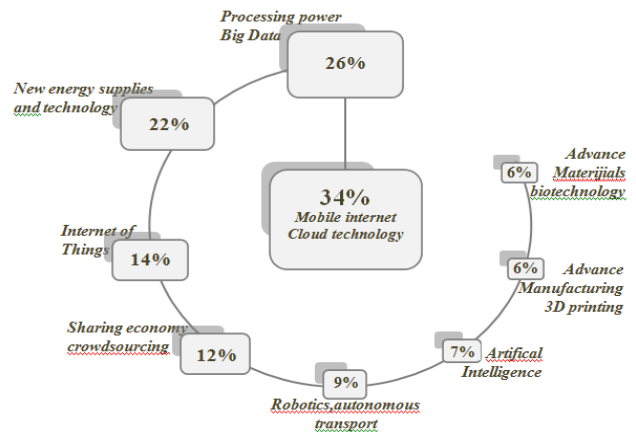 Processing power
Big Data
26%
New energy supplies
and technology
22%
34%
Mobile internet
Cloud technology
Internet of
Things
14%
Sharing economy
crowdsourcing
12%
9%
Robotics,autonomous
transport
7%
Artifical
Intelligence
6%
Advance
Manufacturing
3D printing
6%
Advance
Materijials
biotechnology